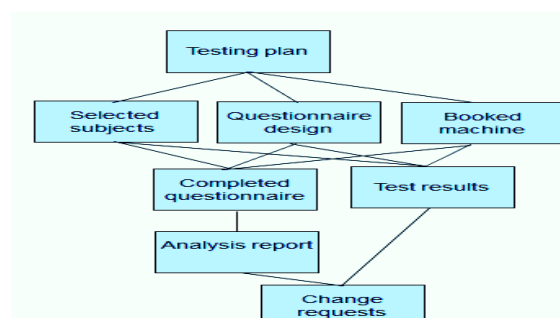 Testing plan
Selected
subjects
Questionnaire
design
Booked
machine
Completed
questionnaire
Test results
Analysis report
Change
requests